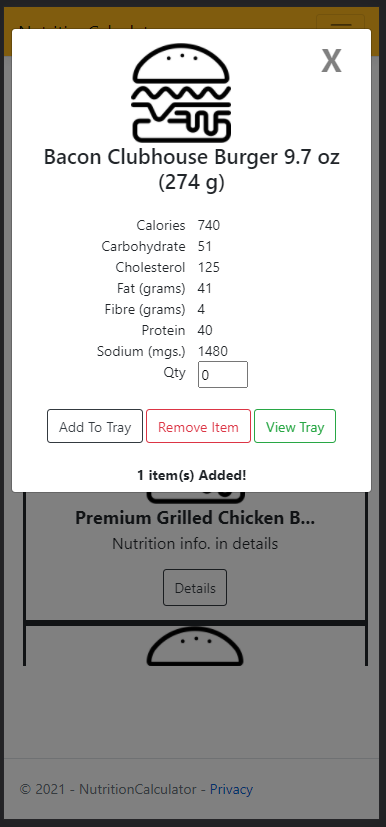 X
Bacon Clubhouse Burger 9.7 oz
(274 g)
Calories 740
Carbohydrate 51
Cholesterol 125
Fat (grams) 41
Fibre (grams) 4
Protein 40
Sodium (mgs.) 1480
Qty 0
Add To Tray Remove Item View Tray
1 item(s) Added!
Premium Grilled Chicken B...
Nutrition info. in details
Details
© 2021 - NutritionCalculator - Privacy